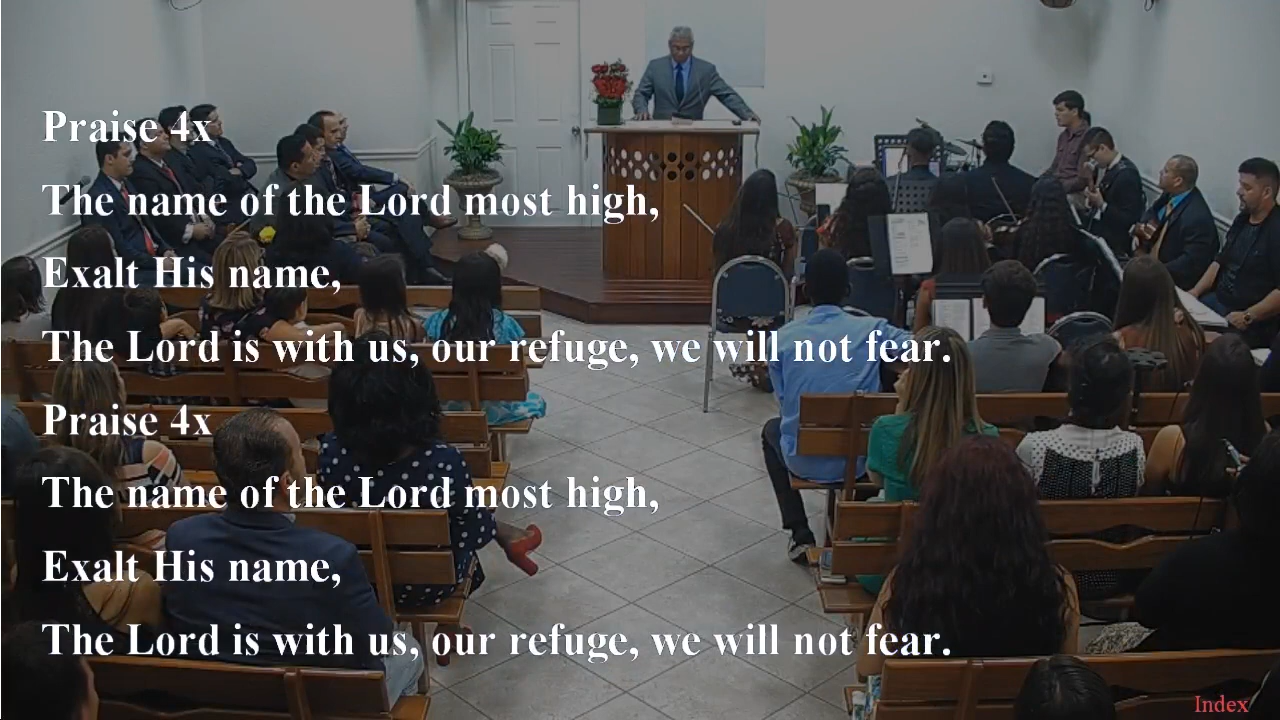 Praise 4x
The name of the Lord most high,
Exalt His name,
The Lord is with us, our refuge, we will not fear.
Praise 4x
The name of the Lord most high,
Exalt His name,
The Lord is with us, our refuge, we will not fear.
Index